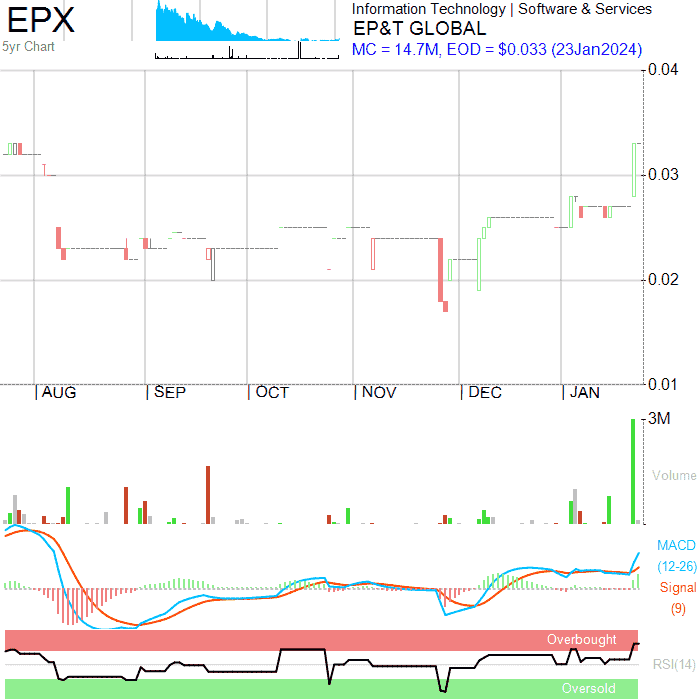 EPX
5yr Chart
Information Technology | Software & Services
EP&T GLOBAL
MC = 14.7M, EOD = $0.033 (23Jan2024)
0.04
0.03
0.02
0.01
AUG SEP OCT NOV DEC JAN
3M
Volume
MACD
(12-26)
Signal
(9)
Overbought
RSI(14)
Oversold